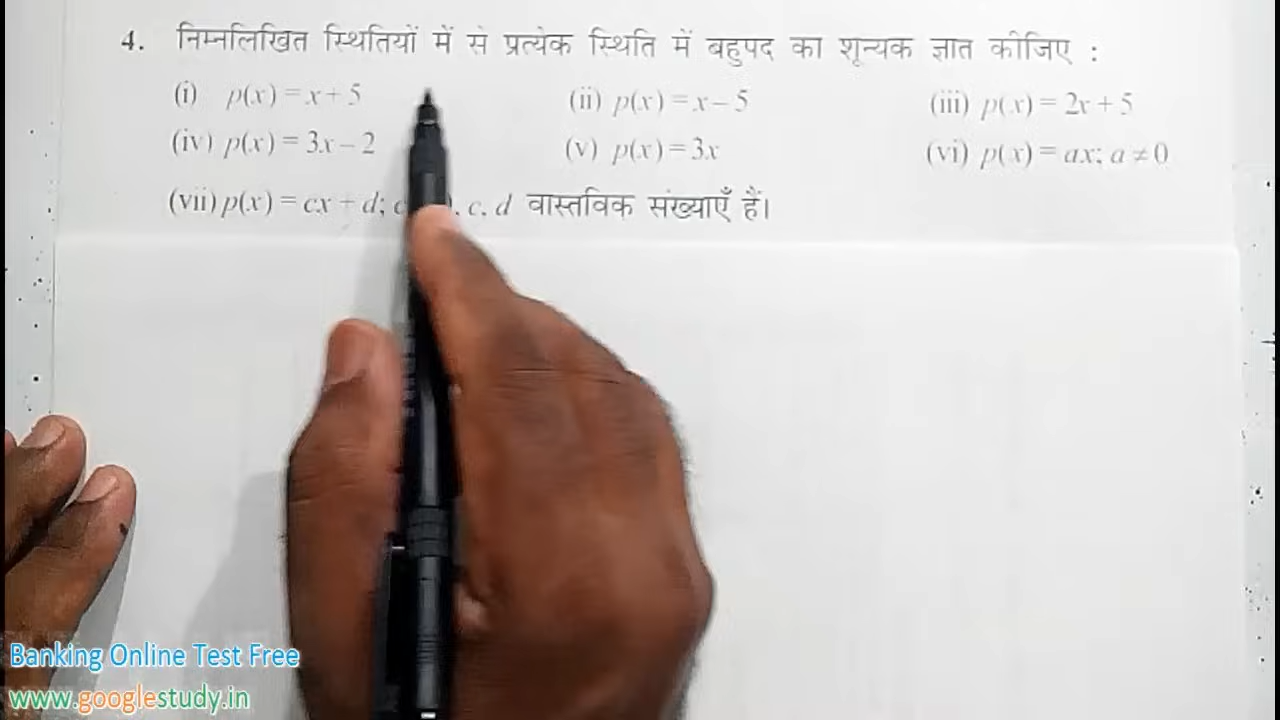 4. निम्नलिखित स्थितियों में से प्रत्येक स्थिति में बहुपद का शून्यक ज्ञात कीजिए :
(i) p(x) = x + 5 (ii) p(x) = x – 5 (iii) p(x) = 2x + 5
(iv) p(x) = 3x – 2 (v) p(x) = 3x (vi) p(x) = ax; a ≠ 0
(vii) p(x) = cx + d; c, d वास्तविक संख्याएँ हैं।
Banking Online Test Free
www.googlestudy.in